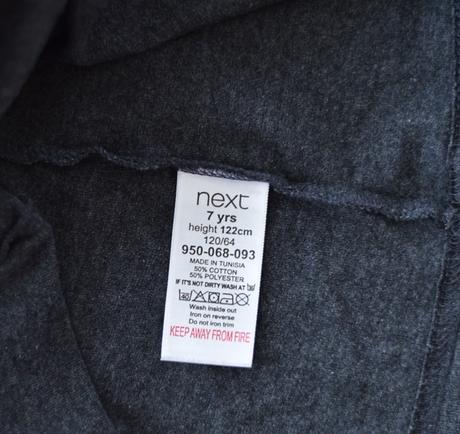 next
7 yrs
height 122cm
120/64
950-068-093
MADE IN TUNISIA
50% COTTON
50% POLYESTER
IF IT'S NOT DIRTY WASH AT
Wash inside out
Iron on reverse
Do not iron trim
KEEP AWAY FROM FIRE